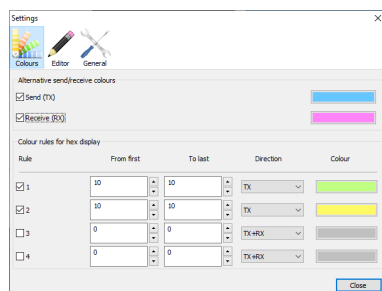 Settings
Colours Editor General
Alternative send/receive colours
Send (TX)
Receive (RX)
Colour rules for hex display
Rule From first To last Direction Colour
1 10 10 TX
2 10 10 TX
3 0 0 TX+RX
4 0 0 TX+RX
Close